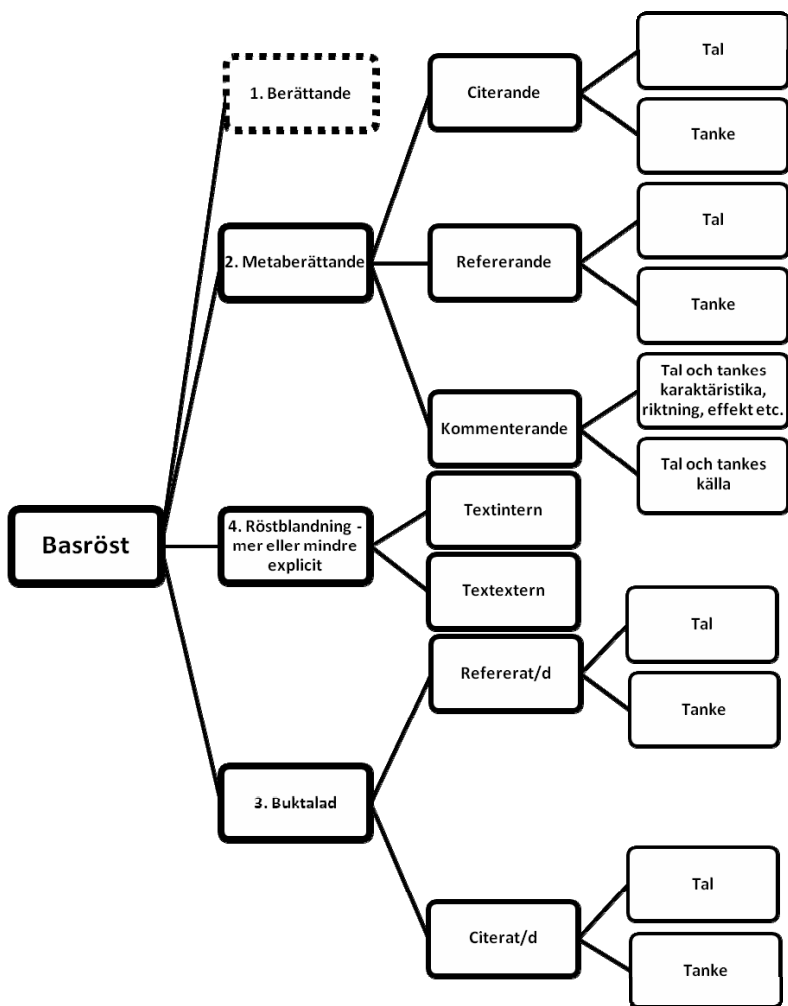 Tal
1. Berättande
Citerande
Tanke
Tal
2. Metaberättande
Refererande
Tanke
Tal och tankes
karaktäristika,
riktning, effekt etc.
Kommenterande
Tal och tankes
källa
Textintern
Basröst
4. Röstblandning -
mer eller mindre
explicit
Textextern
Tal
Refererat/d
Tanke
3. Buktalad
Tal
Citerat/d
Tanke